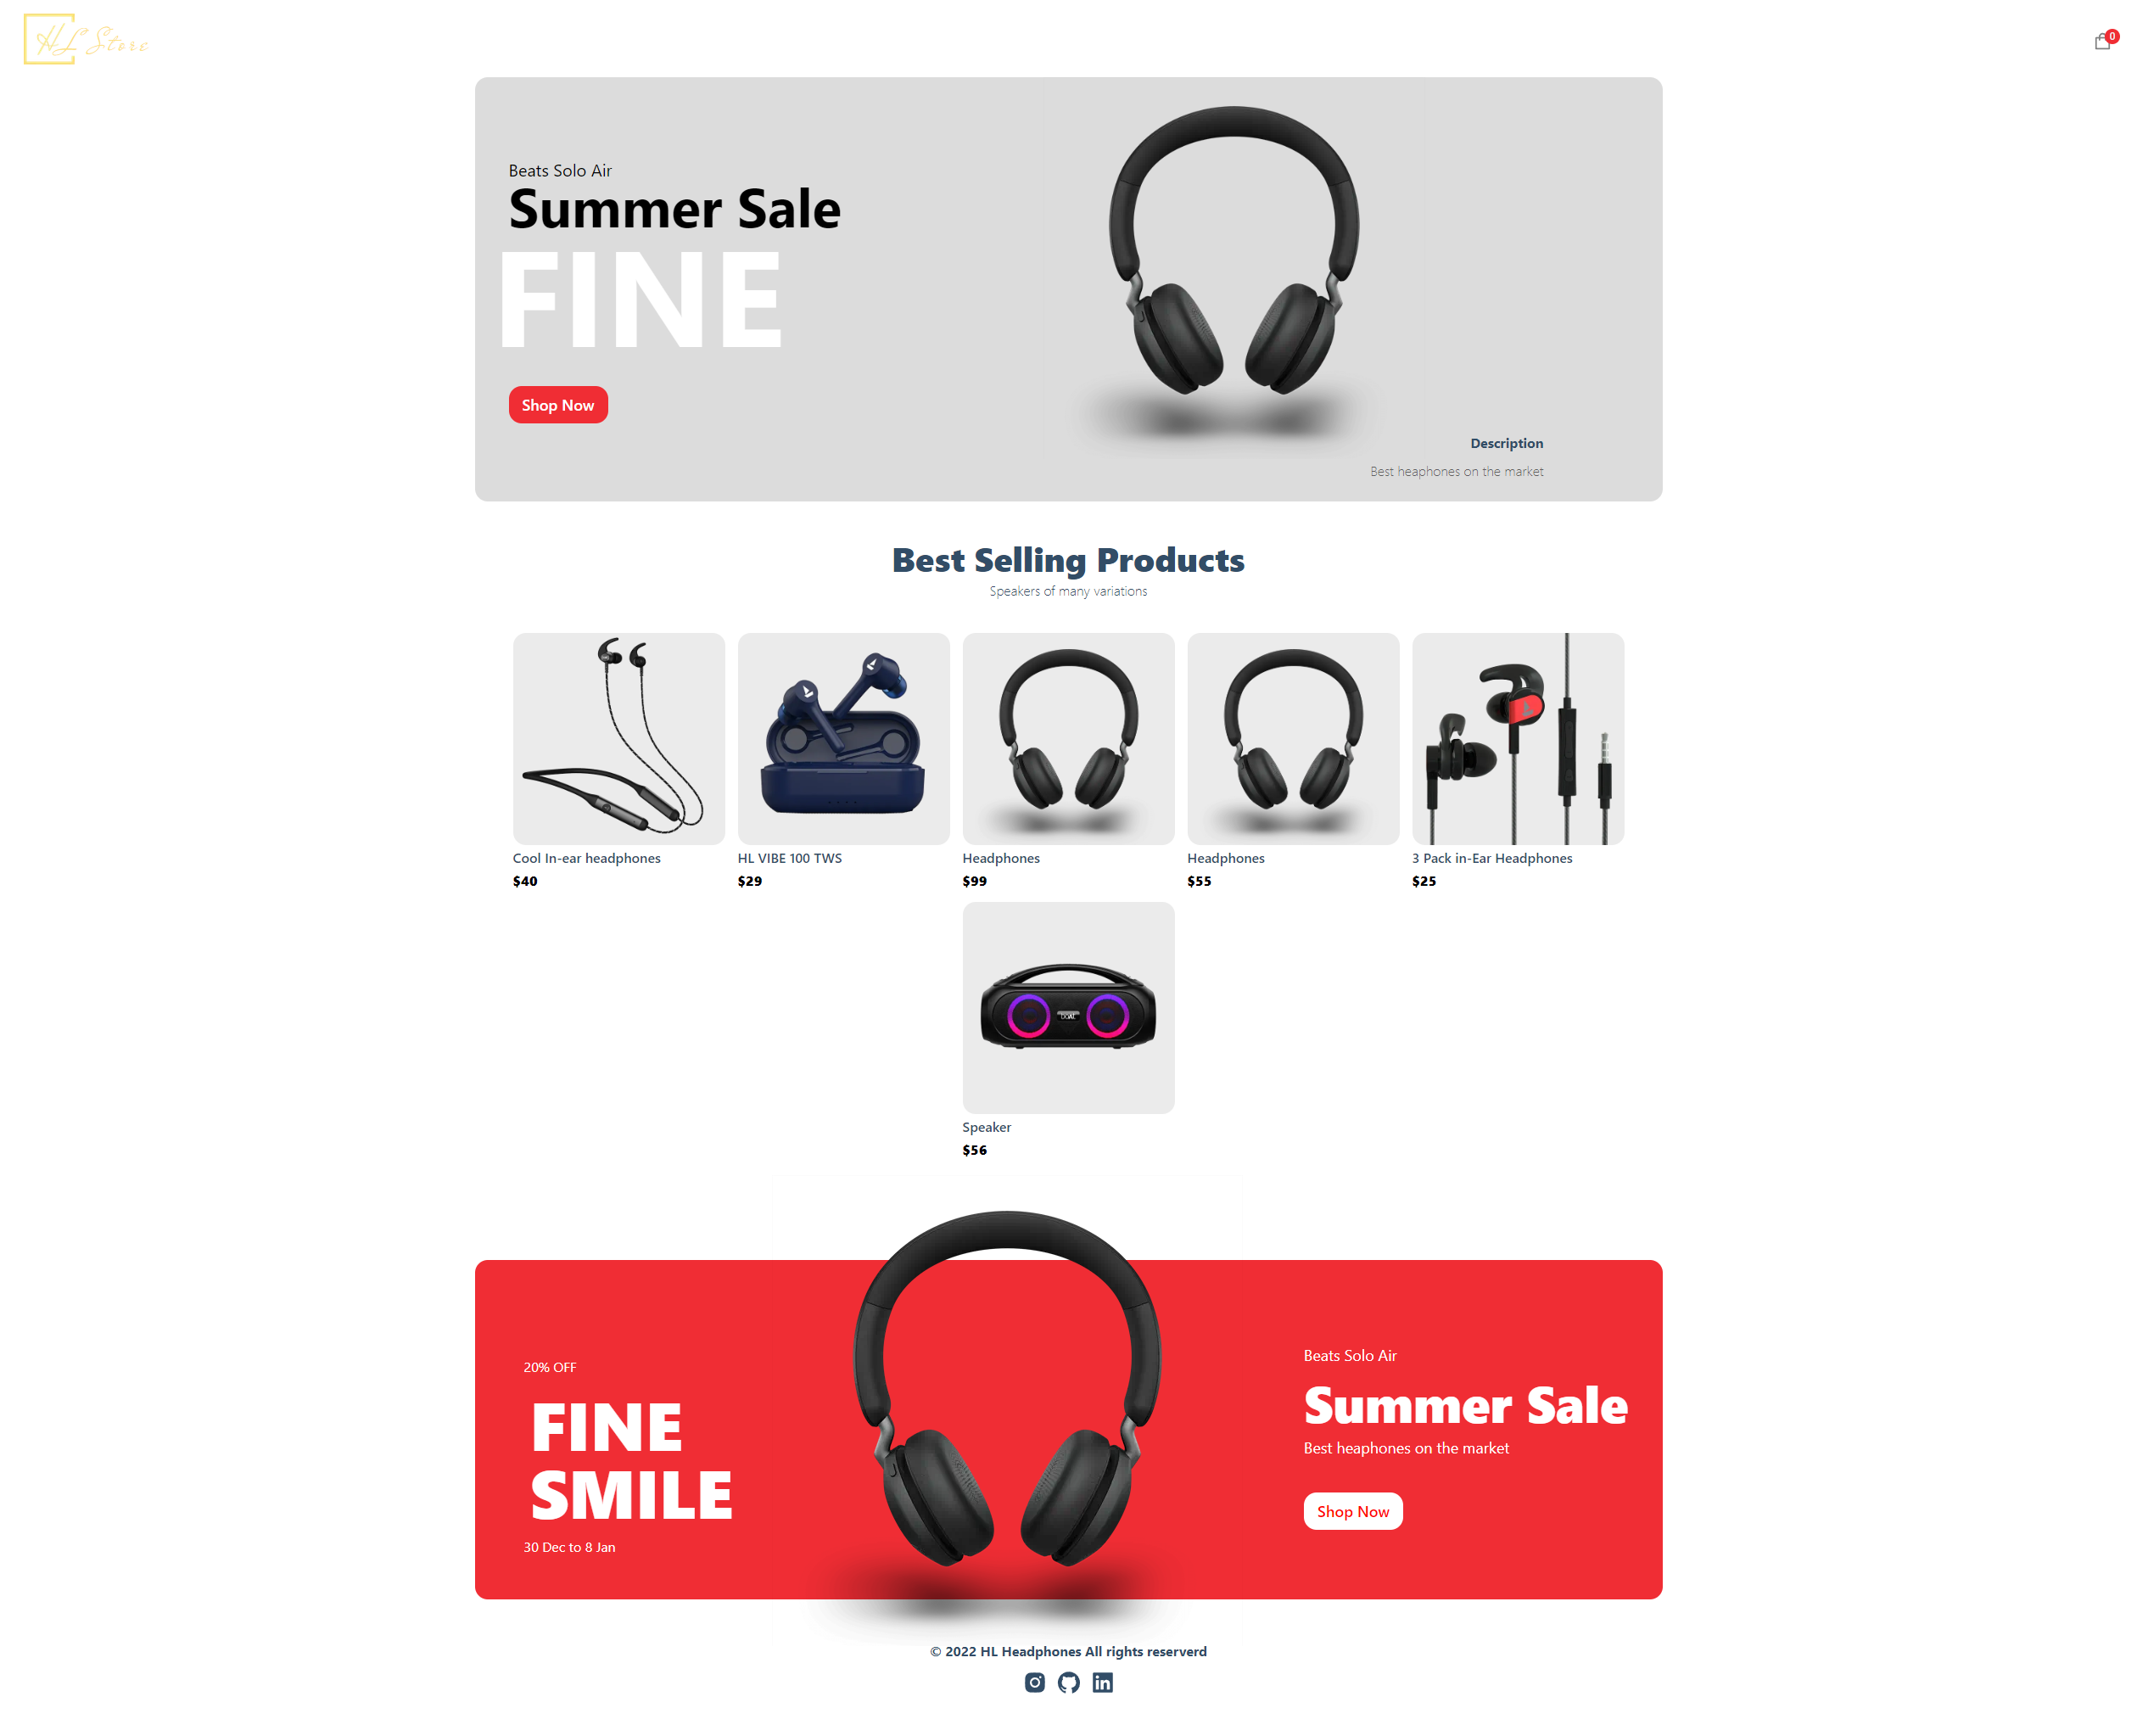 HL Store
0
Beats Solo Air
Summer Sale
FINE
Shop Now
Description
Best heaphones on the market
Best Selling Products
Speakers of many variations
Cool In-ear headphones
$40
HL VIBE 100 TWS
$29
Headphones
$99
Headphones
$55
3 Pack in-Ear Headphones
$25
Speaker
$56
20% OFF
FINE
SMILE
30 Dec to 8 Jan
Beats Solo Air
Summer Sale
Best heaphones on the market
Shop Now
© 2022 HL Headphones All rights reserverd